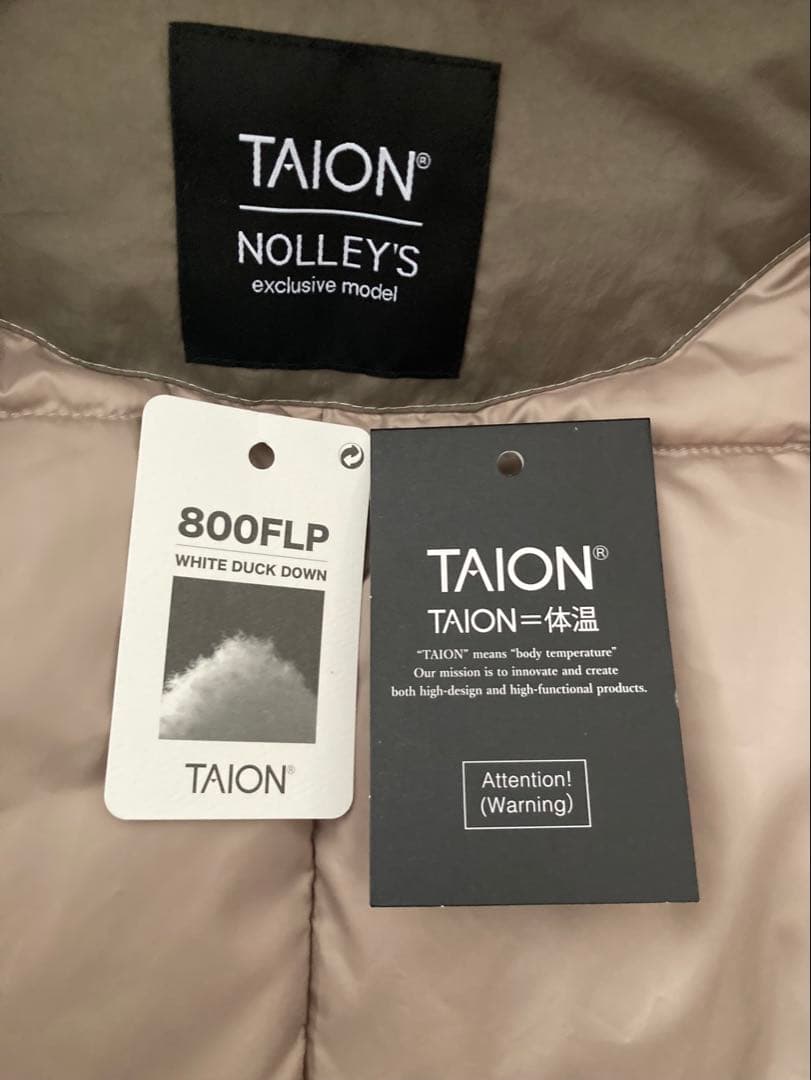 TAION®
NOLLEY'S
exclusive model
800FLP
WHITE DUCK DOWN
TAION®
TAION®
TAION=体温
“TAION” means “body temperature”
Our mission is to innovate and create
both high-design and high-functional products.
Attention!
(Warning)